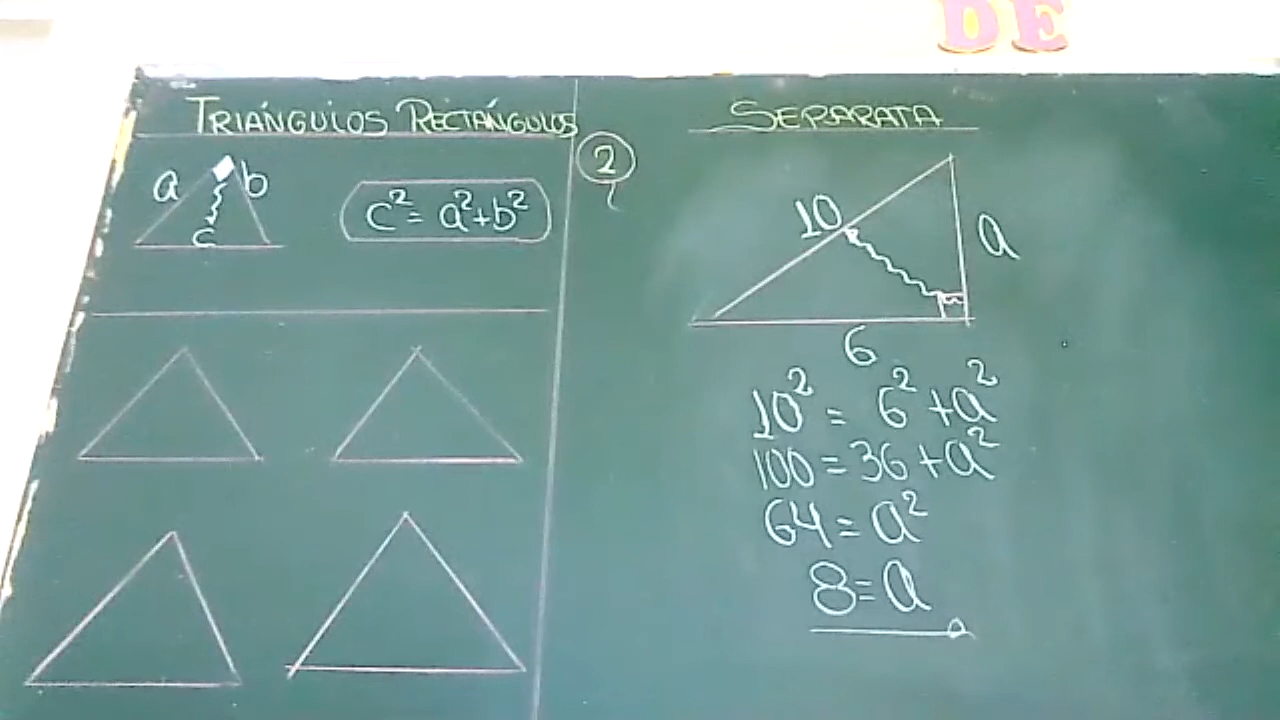 DE
TRIÁNGULOS RECTÁNGULOS
a b
c
c²= a²+b²
SEPARATA
2
10
a
6
10² = 6² + a²
100 = 36 + a²
64 = a²
8 = a